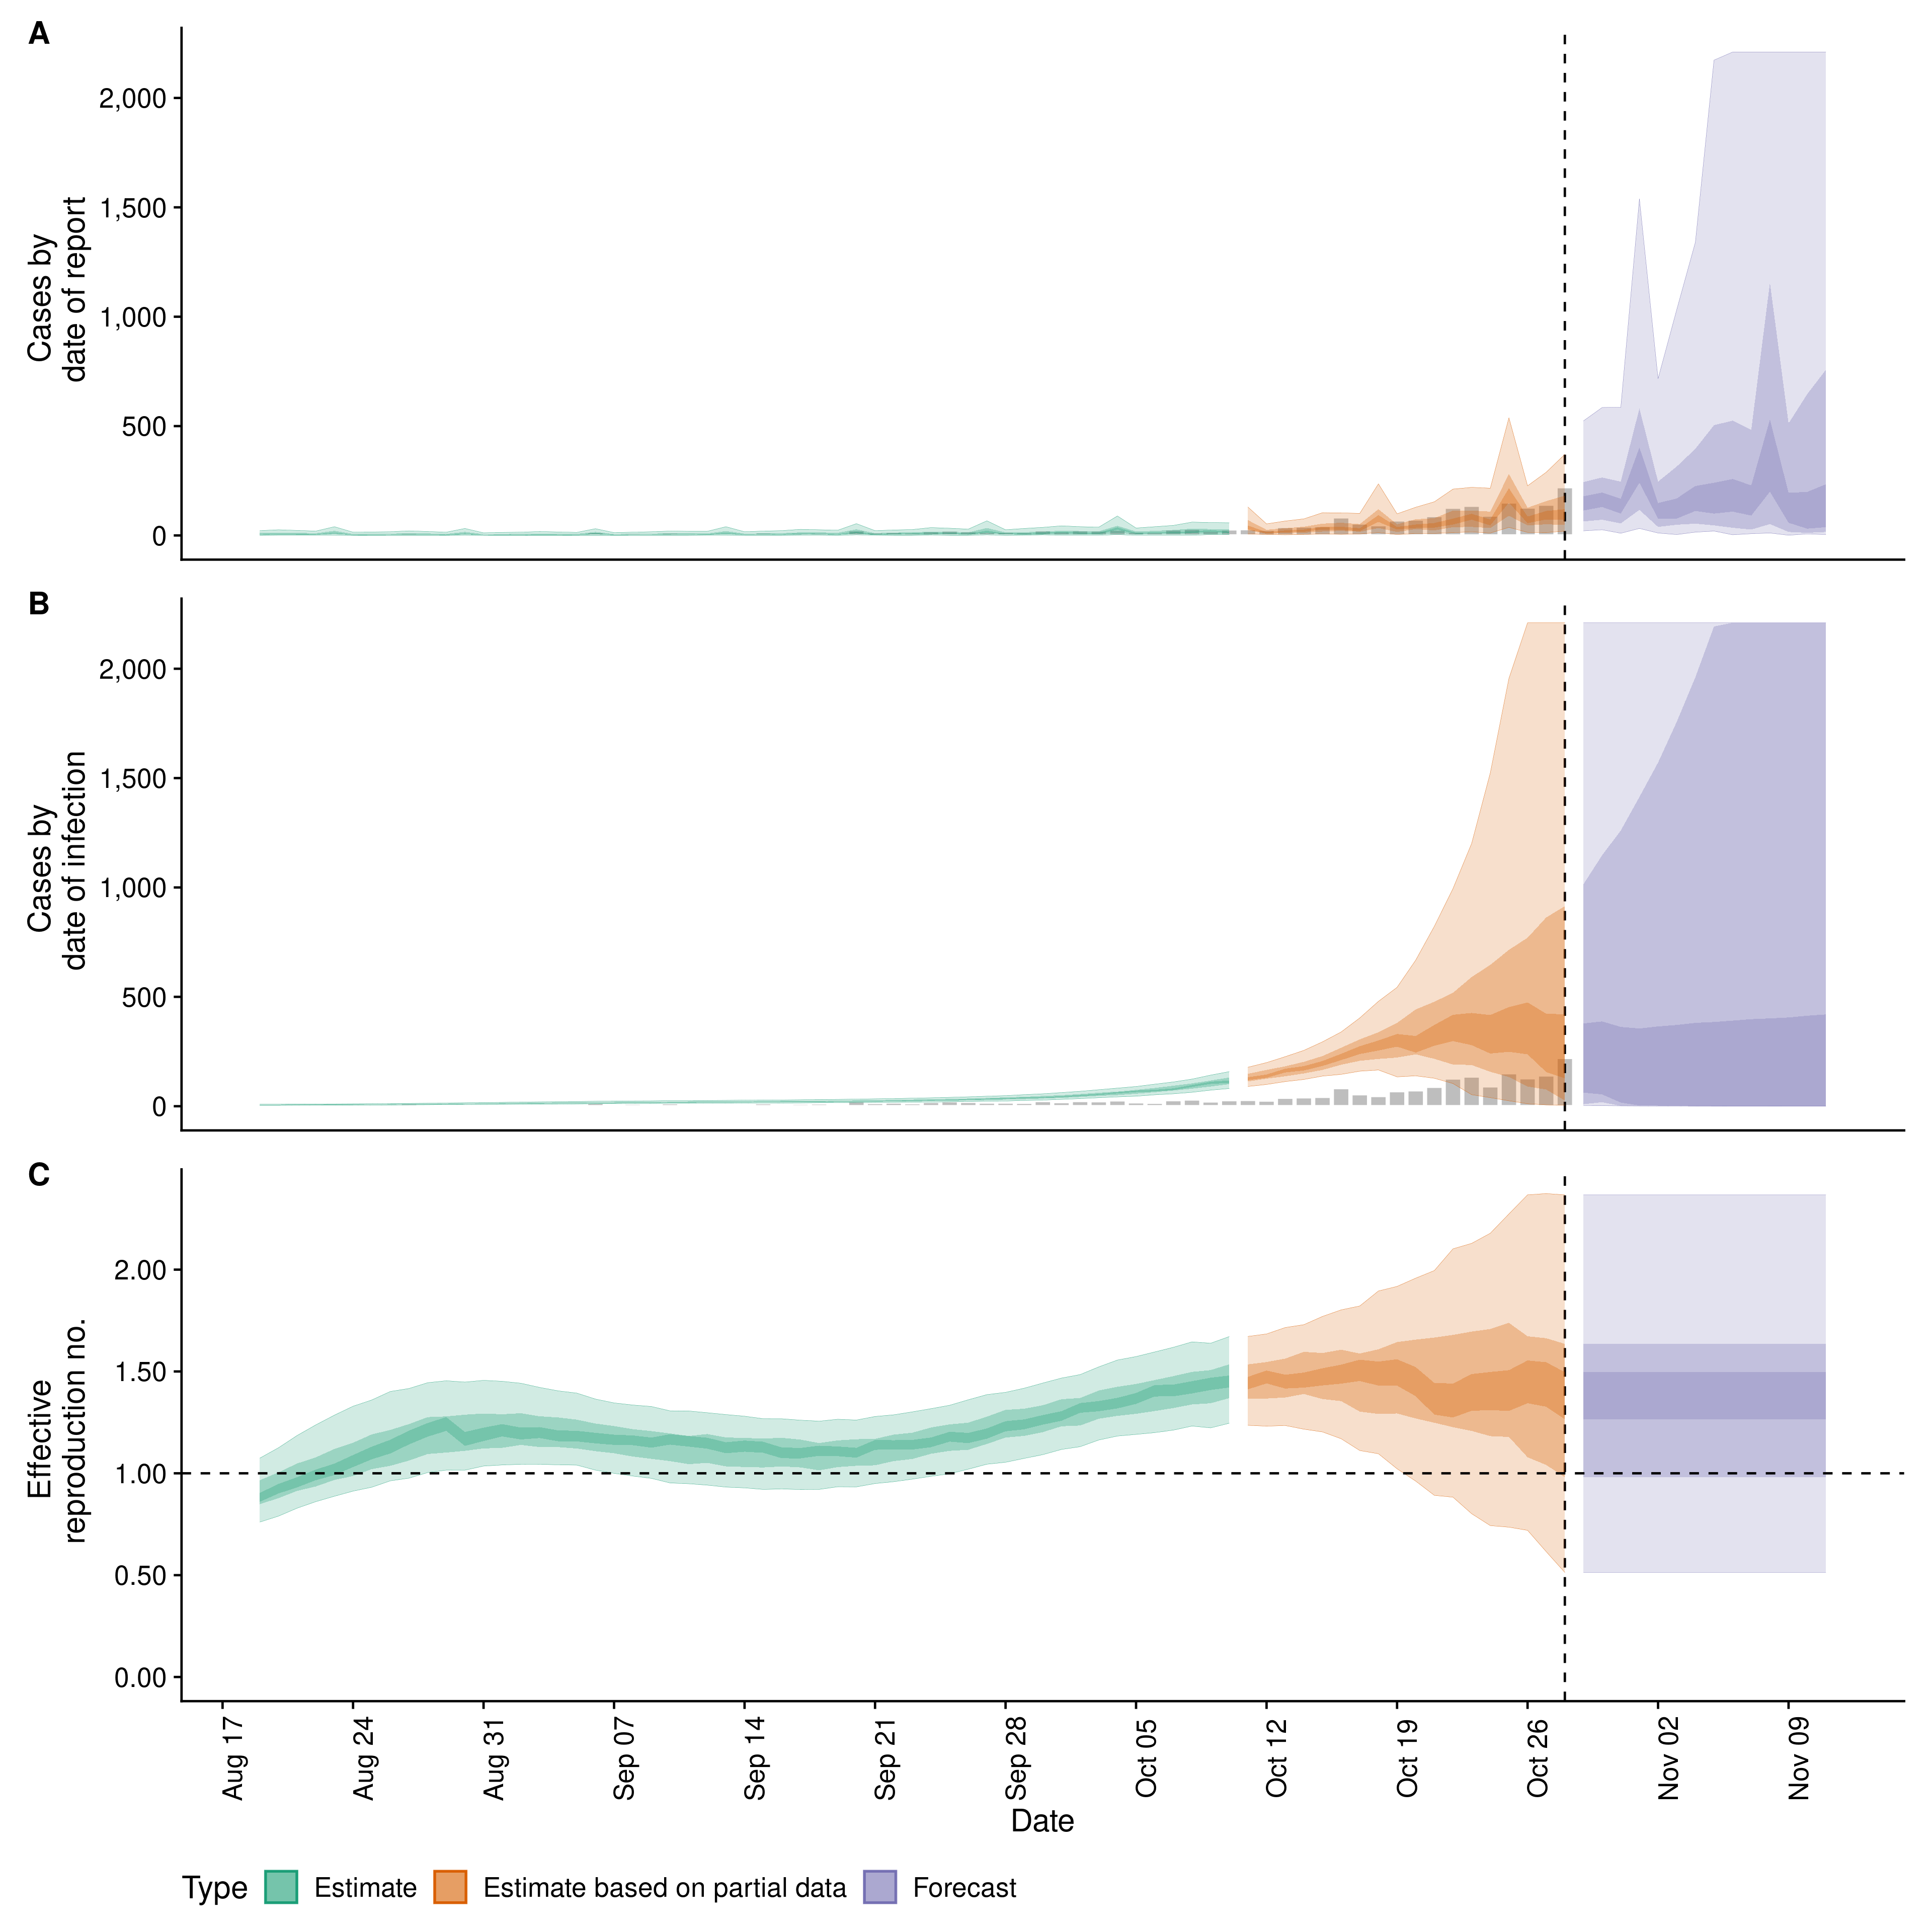 A
Cases by
date of report
2,000
1,500
1,000
500
0
B
Cases by
date of infection
2,000
1,500
1,000
500
0
C
Effective
reproduction no.
2.00
1.50
1.00
0.50
0.00
Aug 17
Aug 24
Aug 31
Sep 07
Sep 14
Sep 21
Sep 28
Oct 05
Oct 12
Oct 19
Oct 26
Nov 02
Nov 09
Date
Type Estimate Estimate based on partial data Forecast